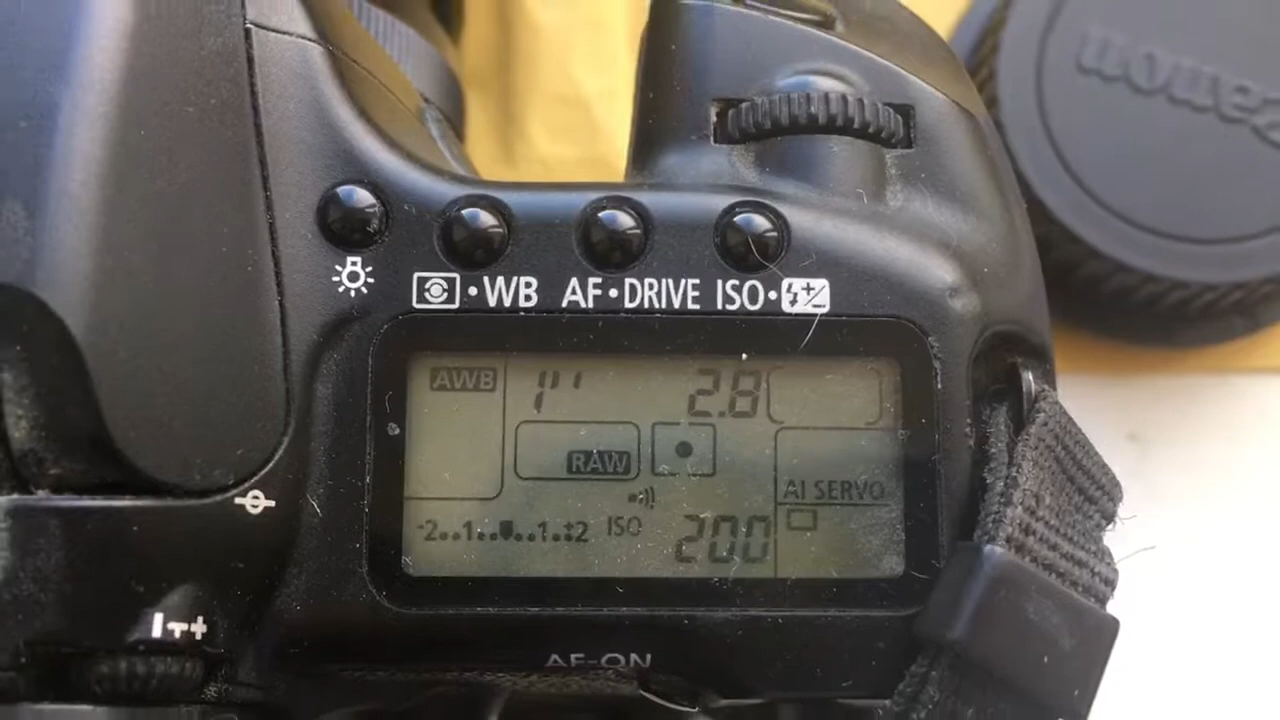 Canon
WB AF•DRIVE ISO•
AWB 1" 2.8
RAW
AI SERVO
-2..1..▼..1..+2 ISO 200
AF-ON